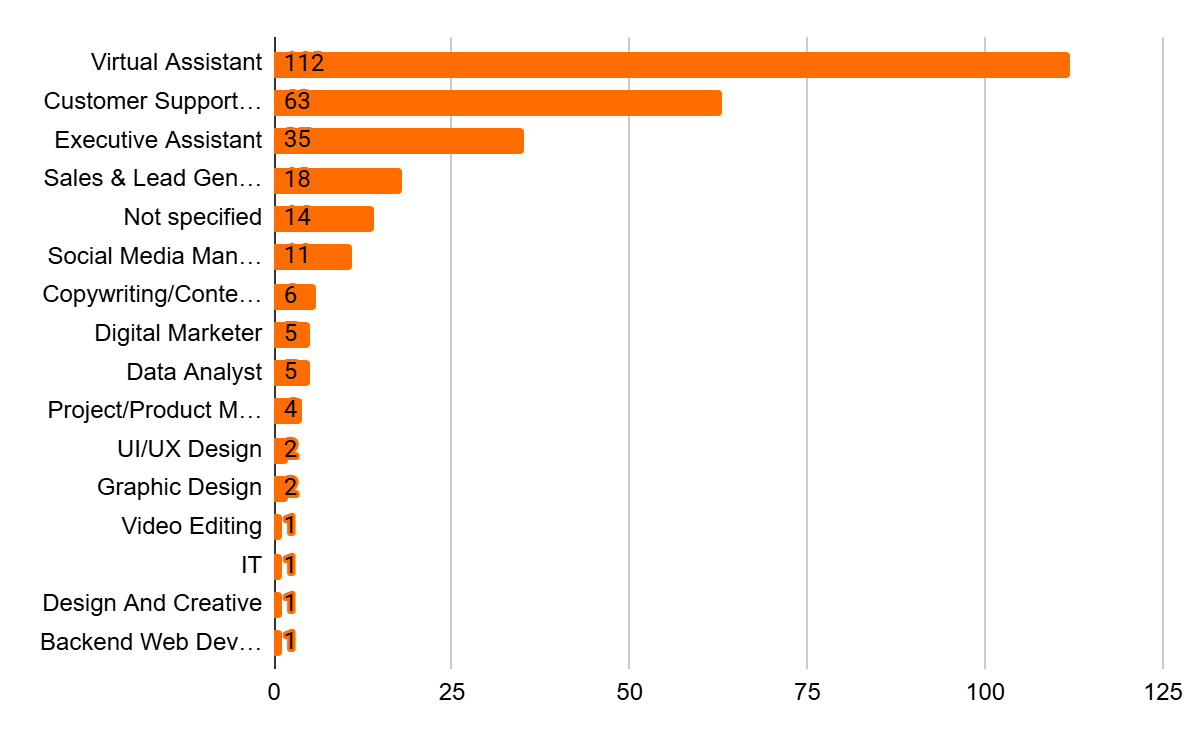 Virtual Assistant 112
Customer Support… 63
Executive Assistant 35
Sales & Lead Gen… 18
Not specified 14
Social Media Man… 11
Copywriting/Conte… 6
Digital Marketer 5
Data Analyst 5
Project/Product M… 4
UI/UX Design 2
Graphic Design 2
Video Editing 1
IT 1
Design And Creative 1
Backend Web Dev… 1
0 25 50 75 100 125